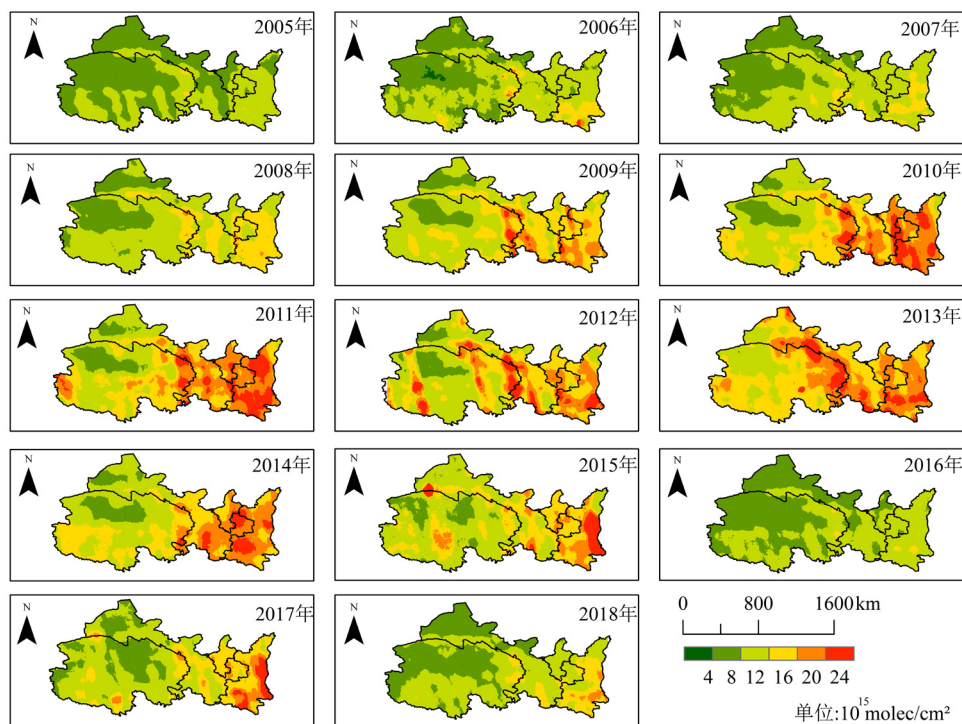 N 2005年
N 2006年
N 2007年
N 2008年
N 2009年
N 2010年
N 2011年
N 2012年
N 2013年
N 2014年
N 2015年
N 2016年
N 2017年
N 2018年
0 800 1600km
4 8 12 16 20 24
单位:10¹⁵molec/cm²